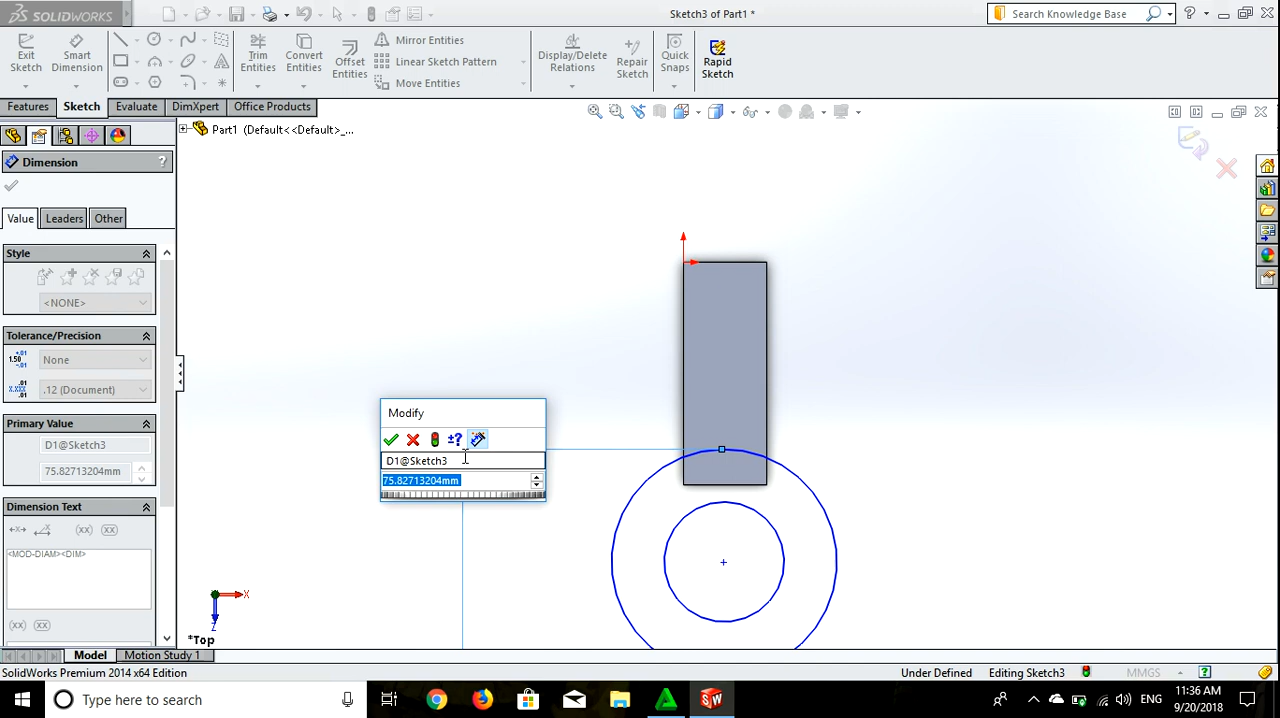 SOLIDWORKS
Sketch3 of Part1 *
Search Knowledge Base
Exit Sketch
Smart Dimension
Trim Entities
Convert Entities
Offset Entities
Mirror Entities
Linear Sketch Pattern
Move Entities
Display/Delete Relations
Repair Sketch
Quick Snaps
Rapid Sketch
Features
Sketch
Evaluate
DimXpert
Office Products
Part1 (Default<<Default>_...
Dimension
?
Value
Leaders
Other
Style
<NONE>
Tolerance/Precision
None
.12 (Document)
Primary Value
D1@Sketch3
75.82713204mm
Dimension Text
<MOD-DIAM><DIM>
Modify
D1@Sketch3
75.82713204mm
X
Z
*Top
Model
Motion Study 1
SolidWorks Premium 2014 x64 Edition
Under Defined
Editing Sketch3
MMGS
Type here to search
ENG
11:36 AM
9/20/2018